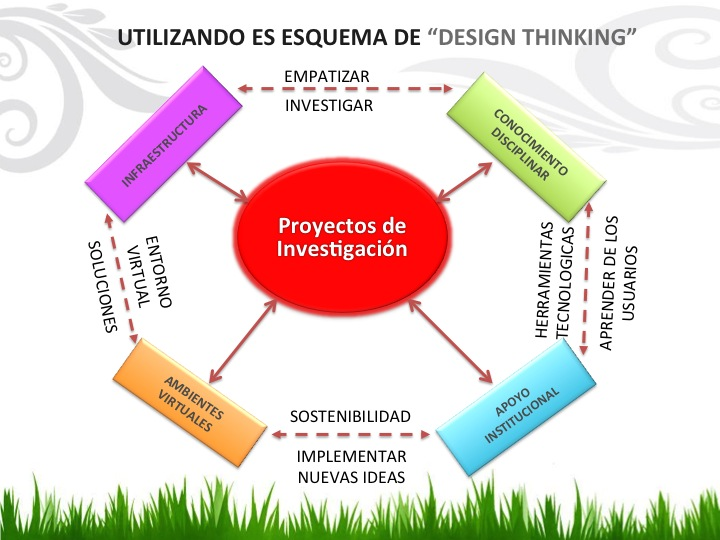 UTILIZANDO ES ESQUEMA DE “DESIGN THINKING”
EMPATIZAR
INVESTIGAR
INFRAESTRUCTURA
CONOCIMIENTO
DISCIPLINAR
Proyectos de
Investigación
ENTORNO
VIRTUAL
SOLUCIONES
HERRAMIENTAS
TECNOLOGICAS
APRENDER DE LOS
USUARIOS
AMBIENTES
VIRTUALES
APOYO
INSTITUCIONAL
SOSTENIBILIDAD
IMPLEMENTAR
NUEVAS IDEAS